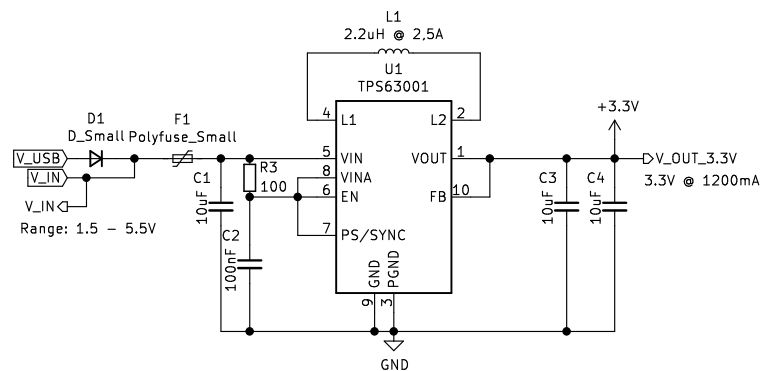 L1
2.2uH @ 2,5A
U1
TPS63001
+3.3V
D1
D_Small
F1
Polyfuse_Small
4
L1
L2
2
V_USB
V_IN
V_IN
Range: 1.5 - 5.5V
R3
100
5
VIN
VOUT
1
8
VINA
6
EN
FB
10
7
PS/SYNC
C1
10uF
C2
100nF
GND
PGND
9
3
C3
10uF
C4
10uF
V_OUT_3.3V
3.3V @ 1200mA
GND